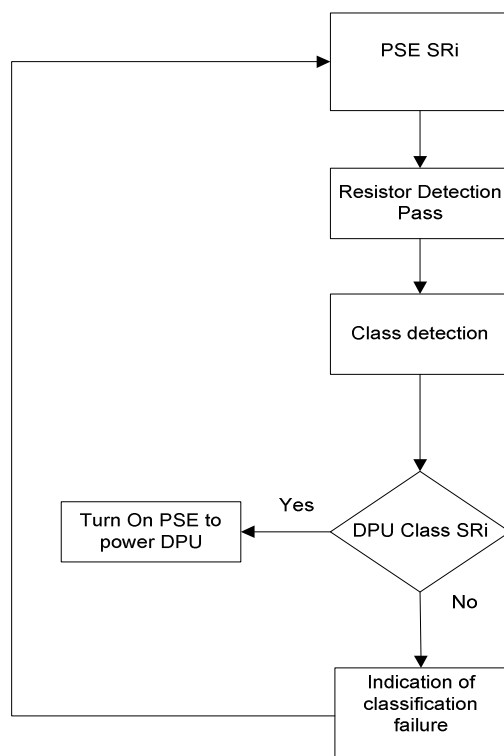 PSE SRi
Resistor Detection
Pass
Class detection
DPU Class SRi
Yes
Turn On PSE to
power DPU
No
Indication of
classification
failure